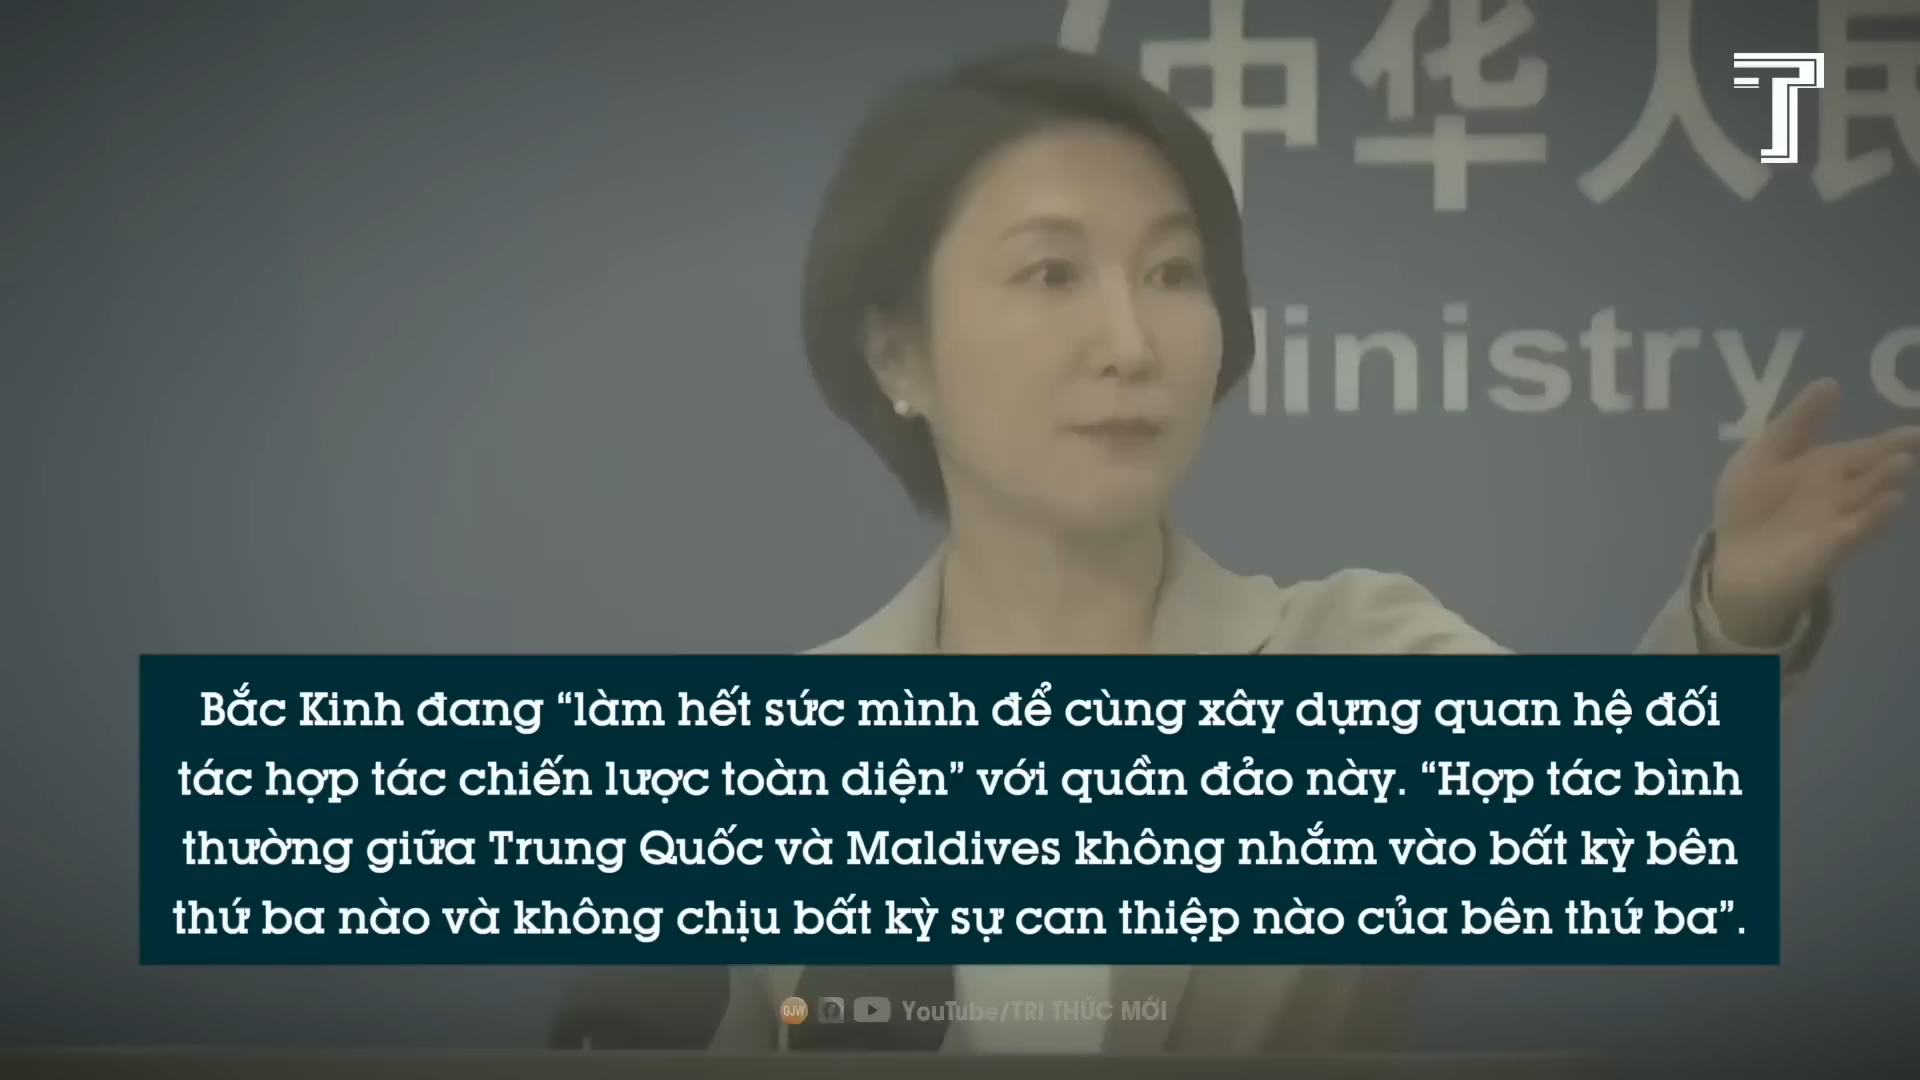 中华人民
Ministry o
Bắc Kinh đang “làm hết sức mình để cùng xây dựng quan hệ đối
tác hợp tác chiến lược toàn diện” với quần đảo này. “Hợp tác bình
thường giữa Trung Quốc và Maldives không nhắm vào bất kỳ bên
thứ ba nào và không chịu bất kỳ sự can thiệp nào của bên thứ ba”.
GJW YouTube/TRI THỨC MỚI